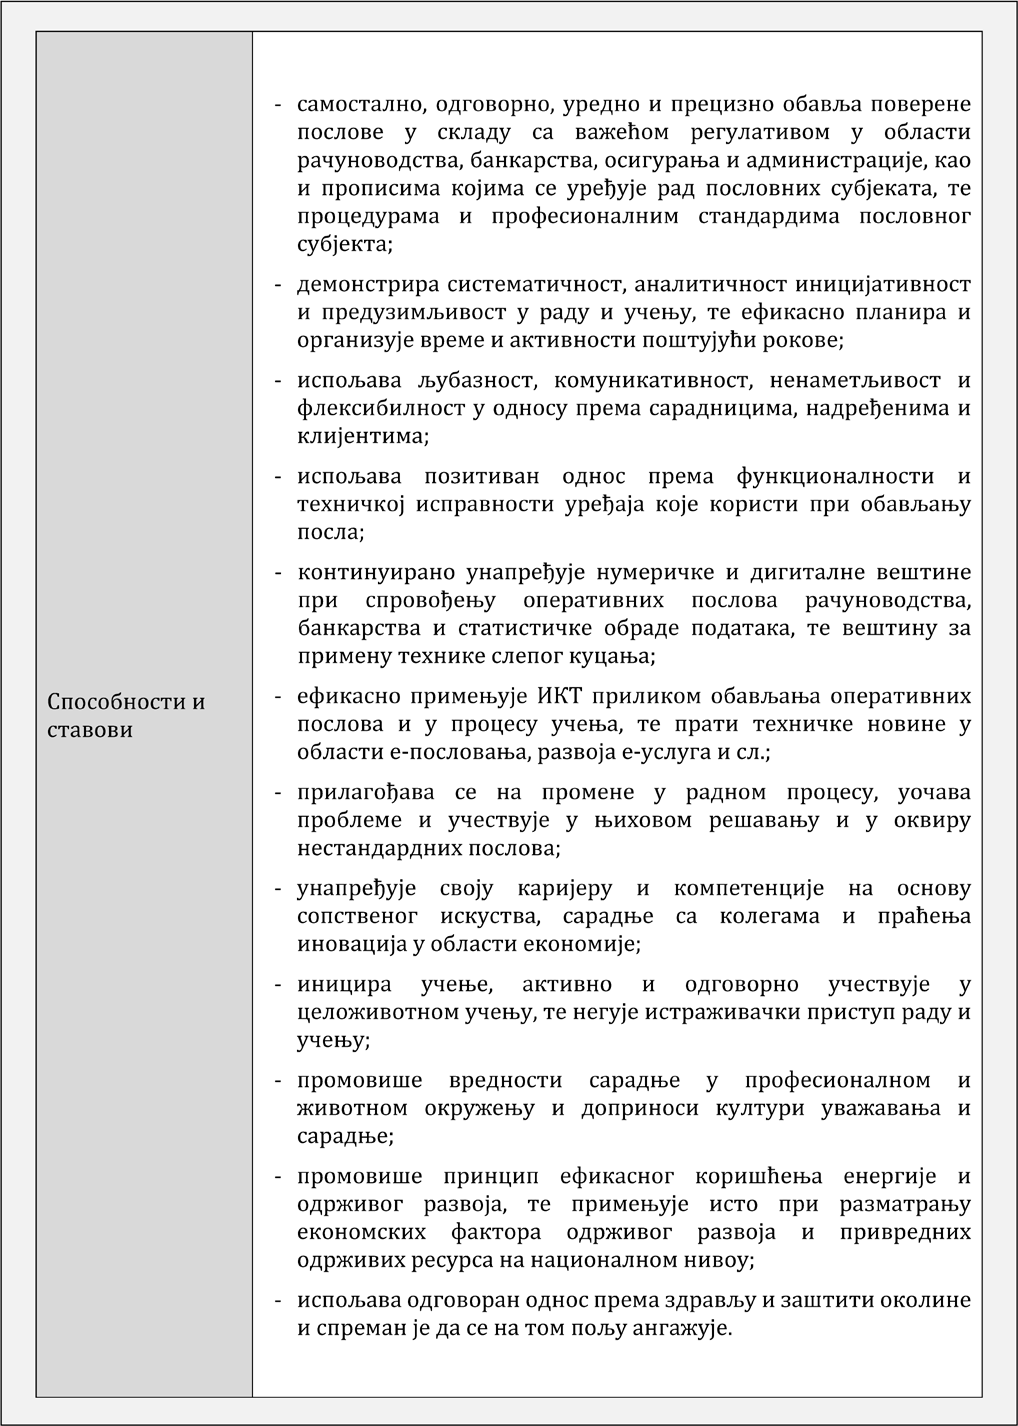 Способности и
ставови
- самостално, одговорно, уредно и прецизно обавља поверене
послове у складу са важећом регулативом у области
рачуноводства, банкарства, осигурања и администрације, као
и прописима којима се уређује рад пословних субјеката, те
процедурама и професионалним стандардима пословног
субјекта;
- демонстрира систематичност, аналитичност иницијативност
и предузимљивост у раду и учењу, те ефикасно планира и
организује време и активности поштујући рокове;
- испољава љубазност, комуникативност, ненаметљивост и
флексибилност у односу према сарадницима, надређенима и
клијентима;
- испољава позитиван однос према функционалности и
техничкој исправности уређаја које користи при обављању
посла;
- континуирано унапређује нумеричке и дигиталне вештине
при спровођењу оперативних послова рачуноводства,
банкарства и статистичке обраде података, те вештину за
примену технике слепог куцања;
- ефикасно примењује ИКТ приликом обављања оперативних
послова и у процесу учења, те прати техничке новине у
области е-пословања, развоја е-услуга и сл.;
- прилагођава се на промене у радном процесу, уочава
проблеме и учествује у њиховом решавању и у оквиру
нестандардних послова;
- унапређује своју каријеру и компетенције на основу
сопственог искуства, сарадње са колегама и праћења
иновација у области економије;
- иницира учење, активно и одговорно учествује у
целоживотном учењу, те негује истраживачки приступ раду и
учењу;
- промовише вредности сарадње у професионалном и
животном окружењу и доприноси култури уважавања и
сарадње;
- промовише принцип ефикасног коришћења енергије и
одрживог развоја, те примењује исто при разматрању
економских фактора одрживог развоја и привредних
одрживих ресурса на националном нивоу;
- испољава одговоран однос према здрављу и заштити околине
и спреман је да се на том пољу ангажује.